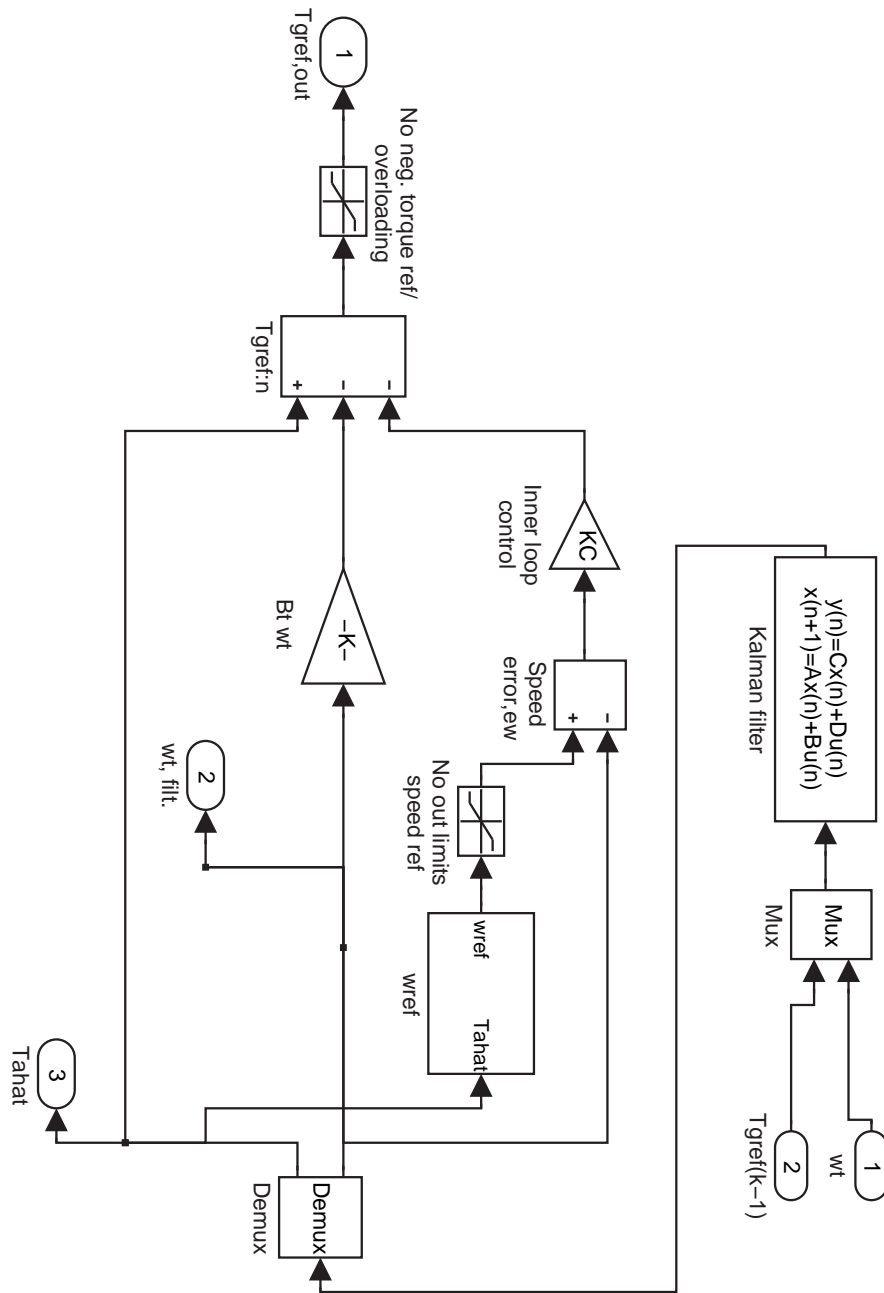 1
wt
2
Tgref(k−1)
Mux
Mux
y(n)=Cx(n)+Du(n)
x(n+1)=Ax(n)+Bu(n)
Kalman filter
Demux
Demux
Tahat
wref
wref
No out limits
speed ref
−
+
Speed
error,ew
KC
Inner loop
control
−K−
Bt wt
2
wt, filt.
3
Tahat
−
−
+
Tgref:n
No neg. torque ref/
overloading
1
Tgref,out